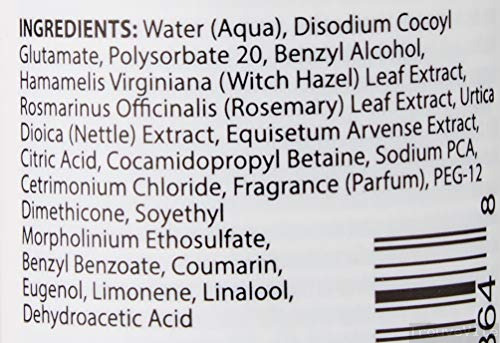 INGREDIENTS: Water (Aqua), Disodium Cocoyl
Glutamate, Polysorbate 20, Benzyl Alcohol,
Hamamelis Virginiana (Witch Hazel) Leaf Extract,
Rosmarinus Officinalis (Rosemary) Leaf Extract, Urtica
Dioica (Nettle) Extract, Equisetum Arvense Extract,
Citric Acid, Cocamidopropyl Betaine, Sodium PCA,
Cetrimonium Chloride, Fragrance (Parfum), PEG-12
Dimethicone, Soyethyl
Morpholinium Ethosulfate,
Benzyl Benzoate, Coumarin,
Eugenol, Limonene, Linalool,
Dehydroacetic Acid
8
364